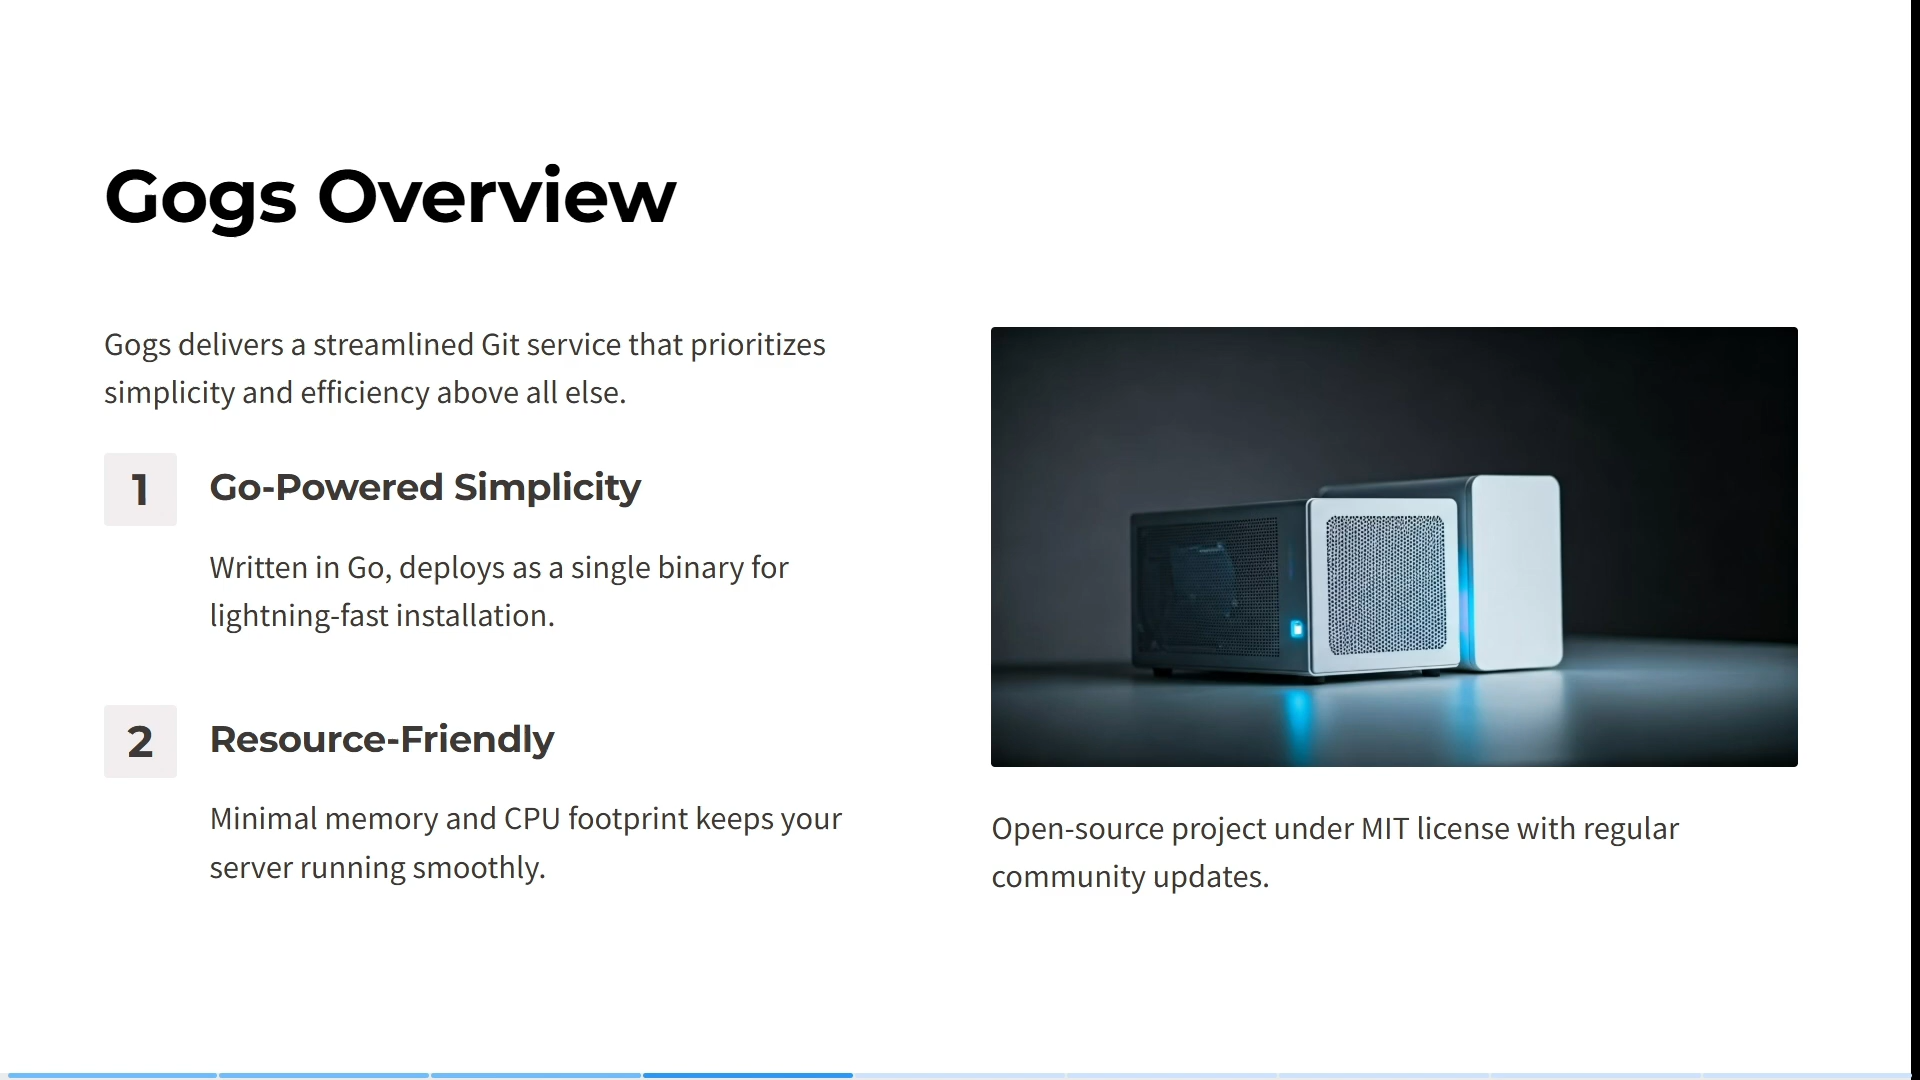 Gogs Overview
Gogs delivers a streamlined Git service that prioritizes
simplicity and efficiency above all else.
1
Go-Powered Simplicity
Written in Go, deploys as a single binary for
lightning-fast installation.
2
Resource-Friendly
Minimal memory and CPU footprint keeps your
server running smoothly.
Open-source project under MIT license with regular
community updates.